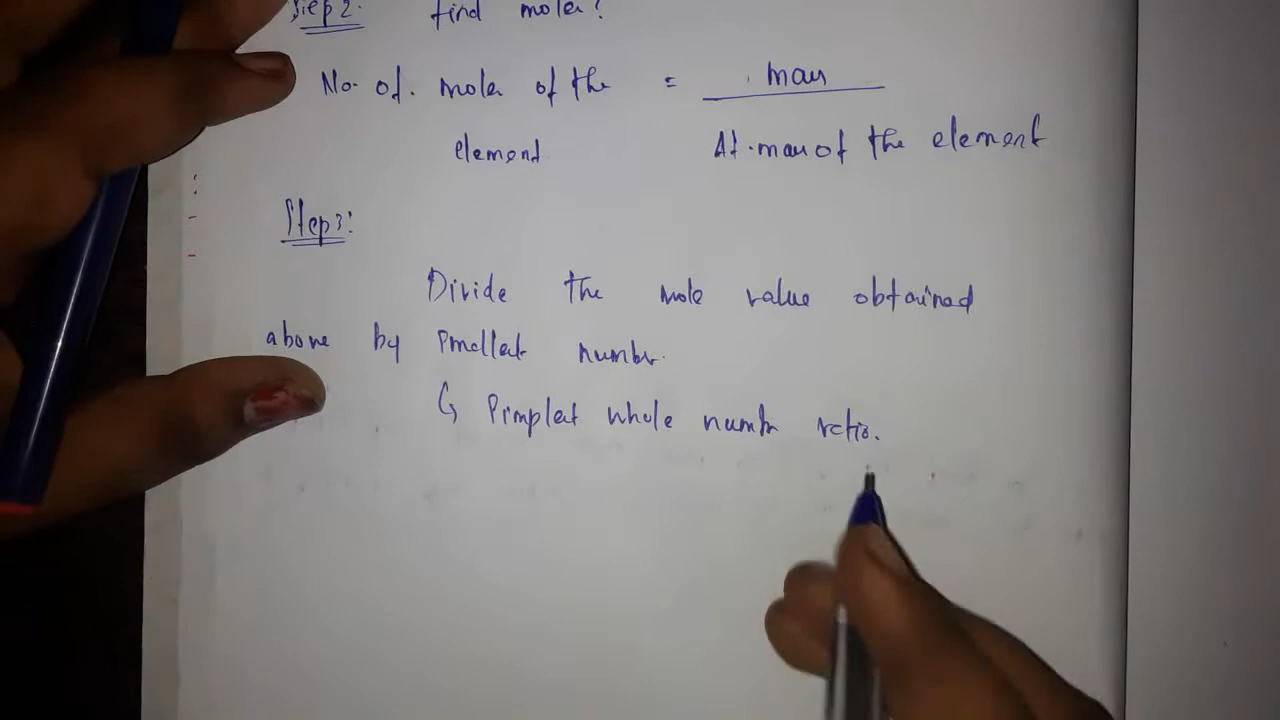 Step 2: find moles:
No. of. moles of the = mass
element At. mass of the element
Step 3:
Divide the mole value obtained
above by smallest number.
↳ Simplest whole number ratio.